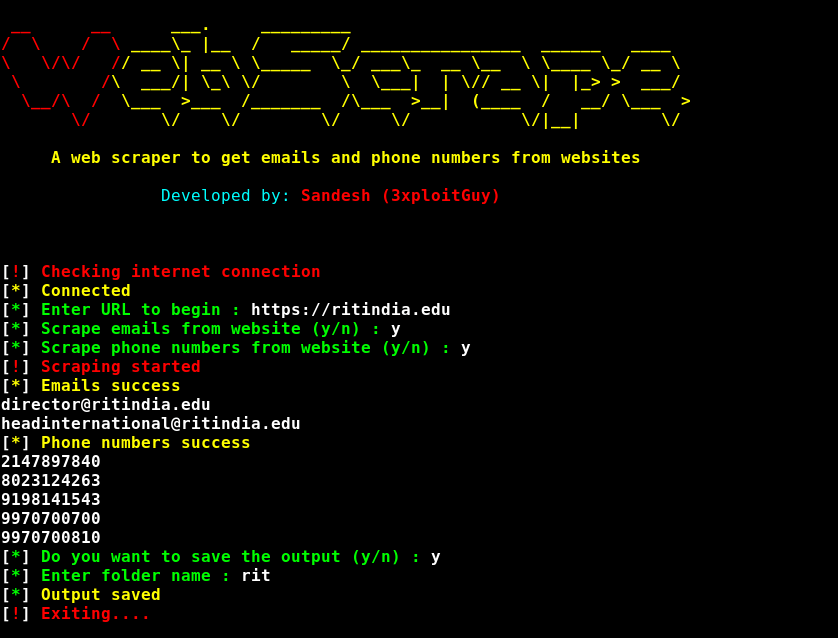 WebScrape
A web scraper to get emails and phone numbers from websites
Developed by: Sandesh (3xploitGuy)
[!] Checking internet connection
[*] Connected
[*] Enter URL to begin : https://ritindia.edu
[*] Scrape emails from website (y/n) : y
[*] Scrape phone numbers from website (y/n) : y
[!] Scraping started
[*] Emails success
director@ritindia.edu
headinternational@ritindia.edu
[*] Phone numbers success
2147897840
8023124263
9198141543
9970700700
9970700810
[*] Do you want to save the output (y/n) : y
[*] Enter folder name : rit
[*] Output saved
[!] Exiting....